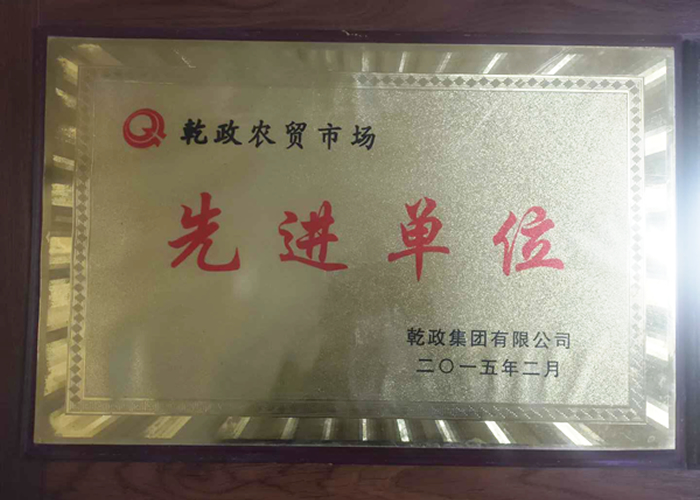 乾政农贸市场
先进单位
乾政集团有限公司
二〇一五年二月